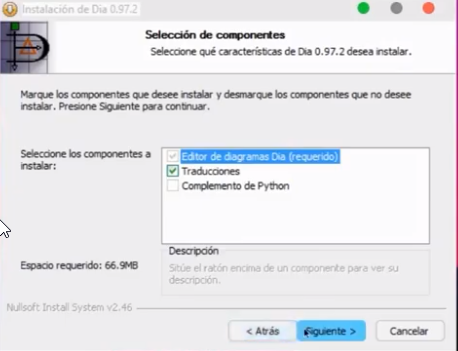 Instalación de Dia 0.97.2
Selección de componentes
Seleccione qué características de Dia 0.97.2 desea instalar.
Marque los componentes que desee instalar y desmarque los componentes que no desee
instalar. Presione Siguiente para continuar.
Seleccione los componentes a
instalar:
Editor de diagramas Dia (requerido)
Traducciones
Complemento de Python
Espacio requerido: 66.9MB
Descripción
Sitúe el ratón encima de un componente para ver su
descripción.
Nullsoft Install System v2.46
< Atrás
Siguiente >
Cancelar